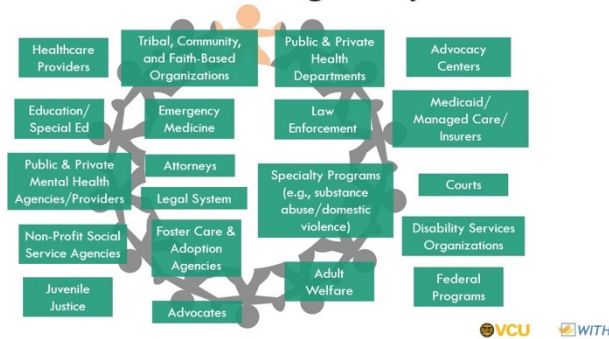 Healthcare
Providers
Tribal, Community,
and Faith-Based
Organizations
Public & Private
Health
Departments
Advocacy
Centers
Education/
Special Ed
Emergency
Medicine
Law
Enforcement
Medicaid/
Managed Care/
Insurers
Public & Private
Mental Health
Agencies/Providers
Attorneys
Legal System
Specialty Programs
(e.g., substance
abuse/domestic
violence)
Courts
Non-Profit Social
Service Agencies
Foster Care &
Adoption
Agencies
Disability Services
Organizations
Juvenile
Justice
Advocates
Adult
Welfare
Federal
Programs
VCU
WITH